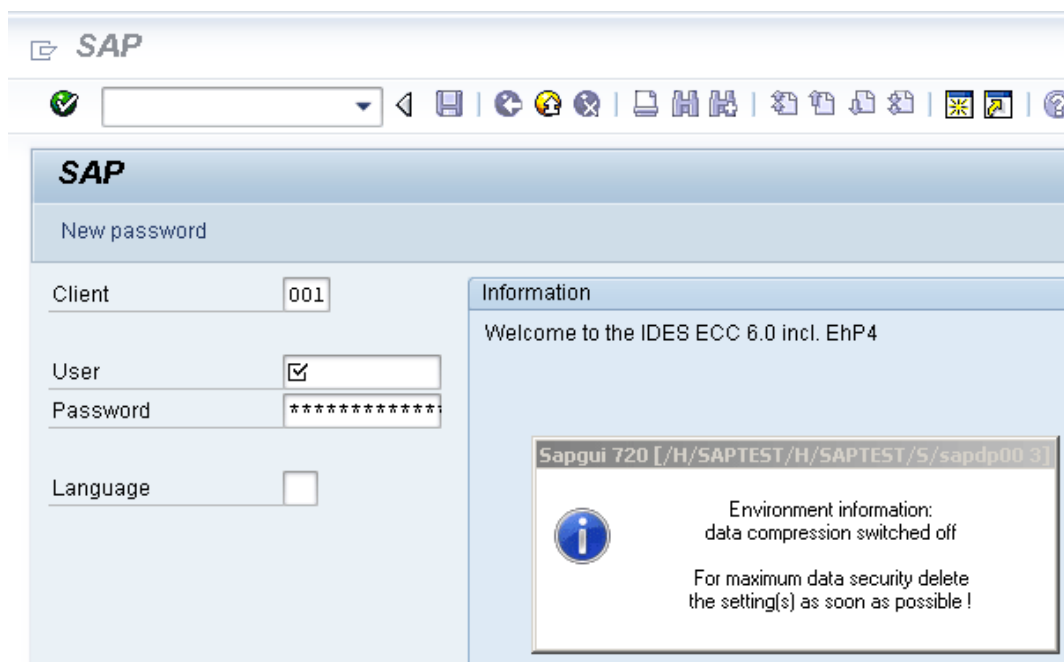 SAP
SAP
New password
Client 001
User
Password *************
Language
Information
Welcome to the IDES ECC 6.0 incl. EhP4
Sapgui 720 [/H/SAPTEST/H/SAPTEST/S/sapdp00 3]
Environment information:
data compression switched off
For maximum data security delete
the setting(s) as soon as possible !